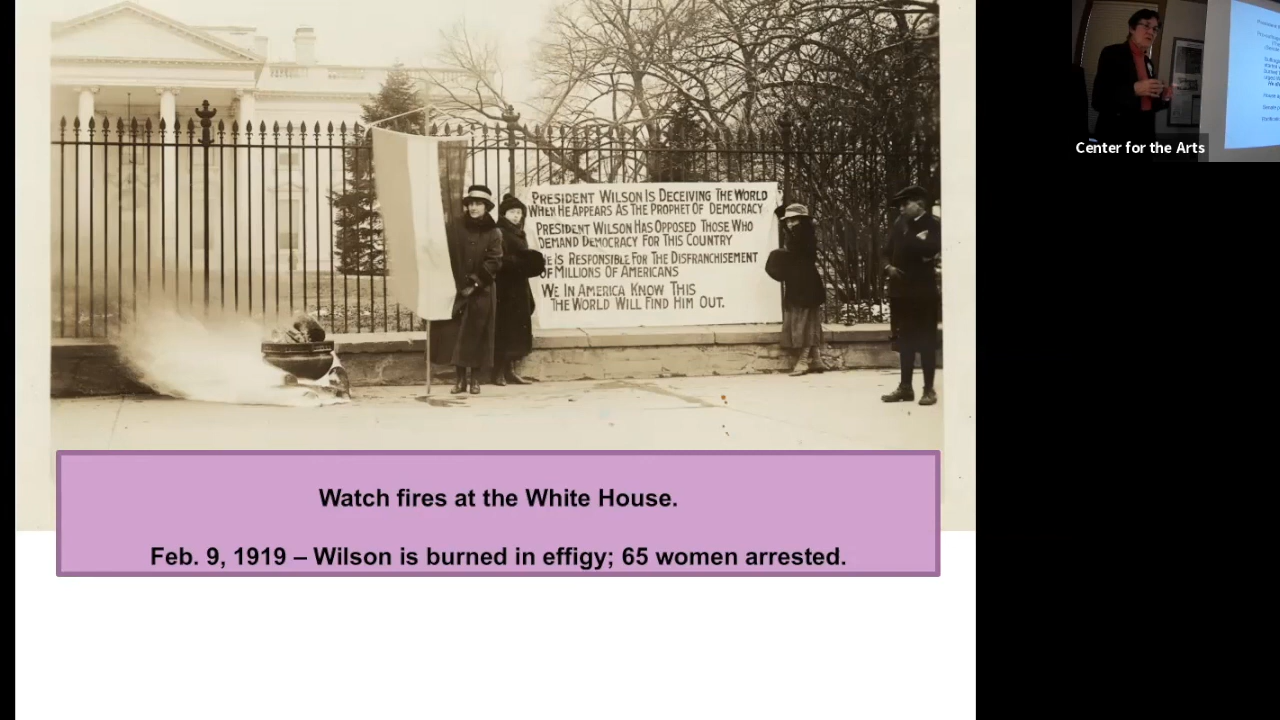 PRESIDENT WILSON IS DECEIVING THE WORLD
WHEN HE APPEARS AS THE PROPHET OF DEMOCRACY
PRESIDENT WILSON HAS OPPOSED THOSE WHO
DEMAND DEMOCRACY FOR THIS COUNTRY
HE IS RESPONSIBLE FOR THE DISFRANCHISEMENT
OF MILLIONS OF AMERICANS
WE IN AMERICA KNOW THIS
THE WORLD WILL FIND HIM OUT.
Watch fires at the White House.
Feb. 9, 1919 – Wilson is burned in effigy; 65 women arrested.
Center for the Arts